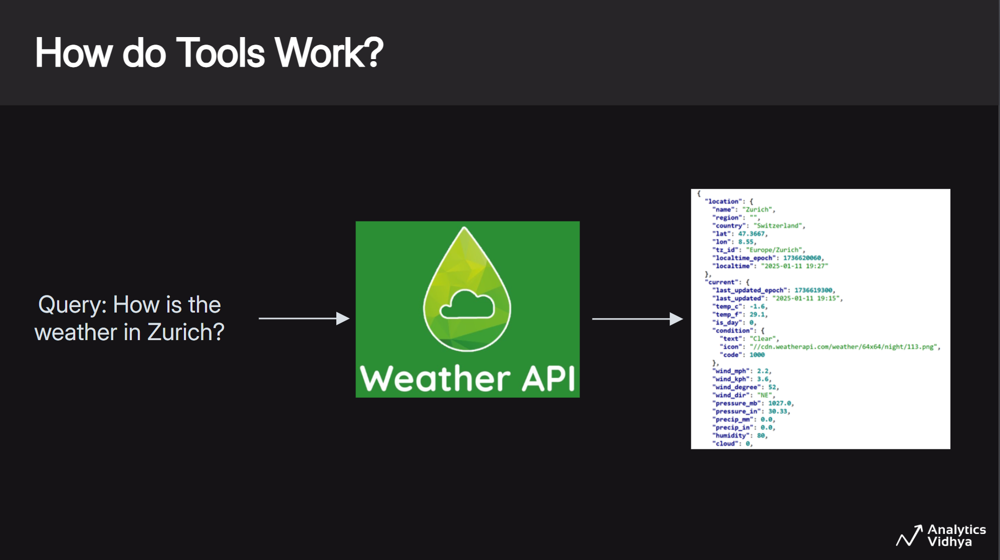 How do Tools Work?
Query: How is the
weather in Zurich?
Weather API
{
"location": {
"name": "Zurich",
"region": "",
"country": "Switzerland",
"lat": 47.3667,
"lon": 8.55,
"tz_id": "Europe/Zurich",
"localtime_epoch": 1736620060,
"localtime": "2025-01-11 19:27"
},
"current": {
"last_updated_epoch": 1736619300,
"last_updated": "2025-01-11 19:15",
"temp_c": -1.6,
"temp_f": 29.1,
"is_day": 0,
"condition": {
"text": "Clear",
"icon": "//cdn.weatherapi.com/weather/64x64/night/113.png",
"code": 1000
},
"wind_mph": 2.2,
"wind_kph": 3.6,
"wind_degree": 52,
"wind_dir": "NE",
"pressure_mb": 1027.0,
"pressure_in": 30.33,
"precip_mm": 0.0,
"precip_in": 0.0,
"humidity": 80,
"cloud": 0,
Analytics
Vidhya